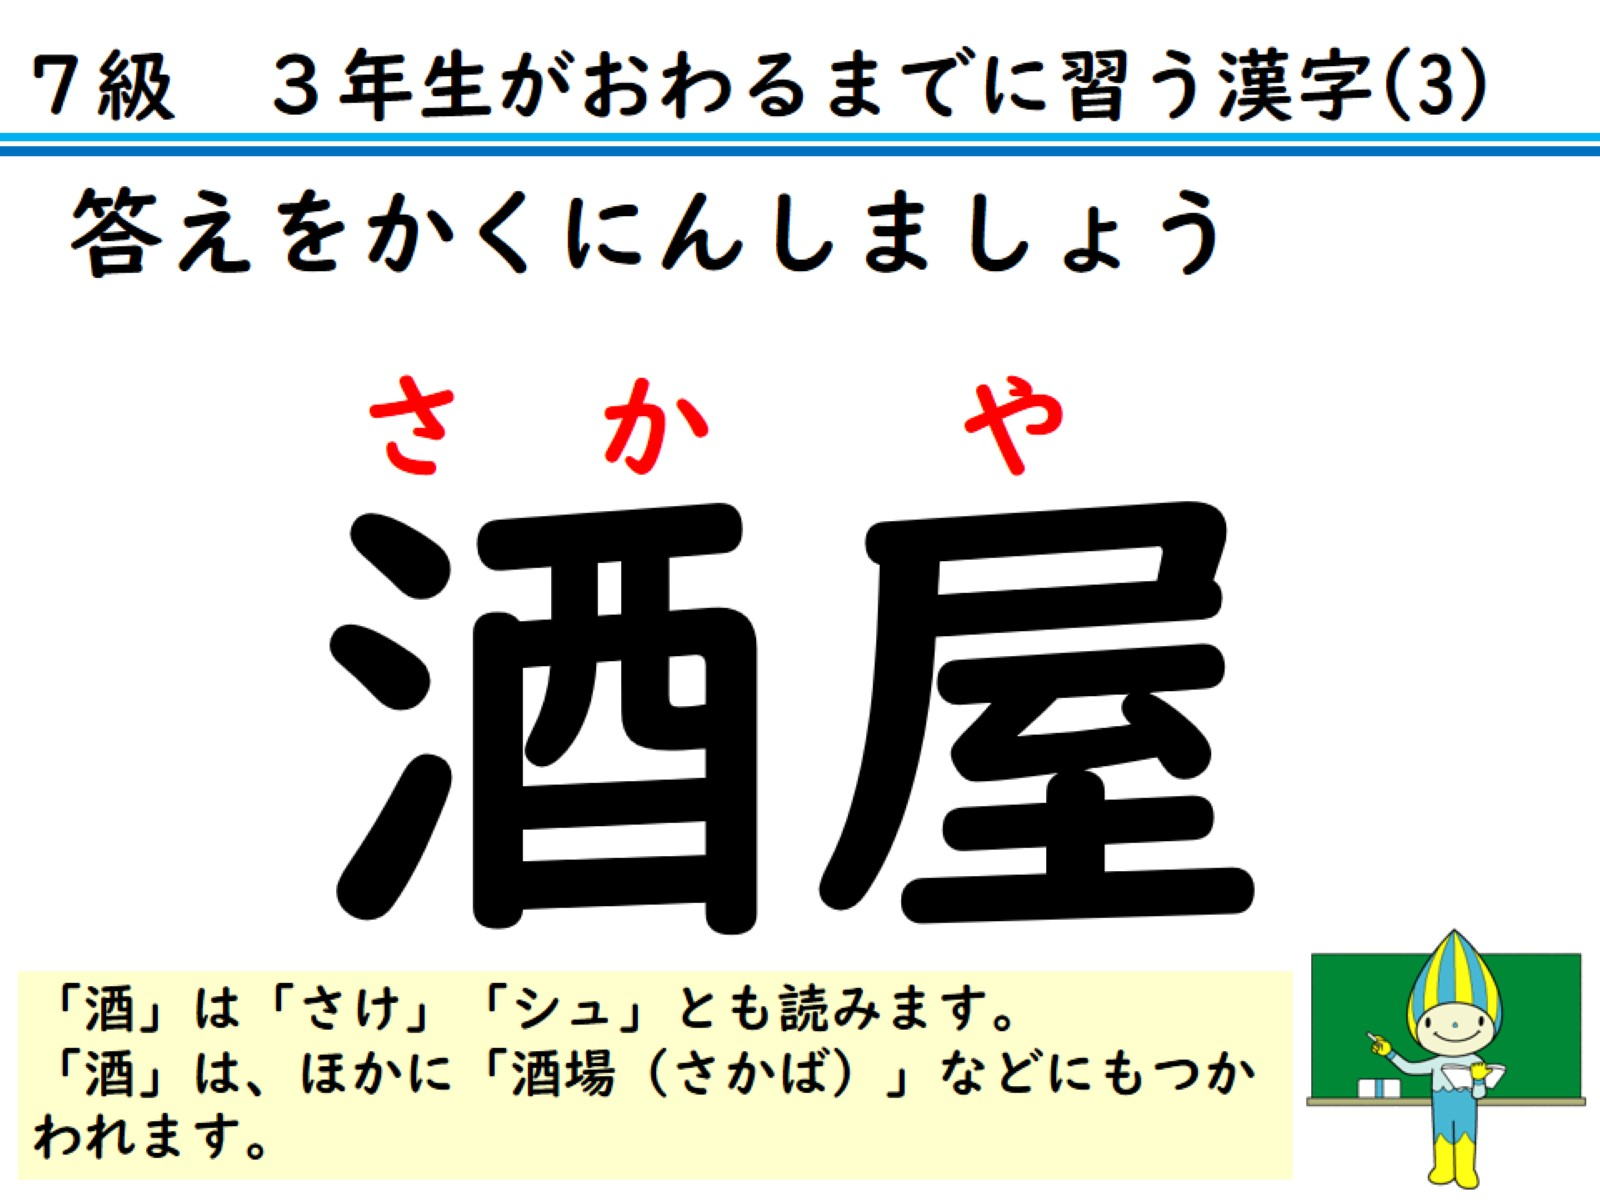 ７級　３年生がおわるまでに習う漢字(3)
答えをかくにんしましょう
さか　や
酒屋
「酒」は「さけ」「シュ」とも読みます。
「酒」は、ほかに「酒場（さかば）」などにもつか
われます。